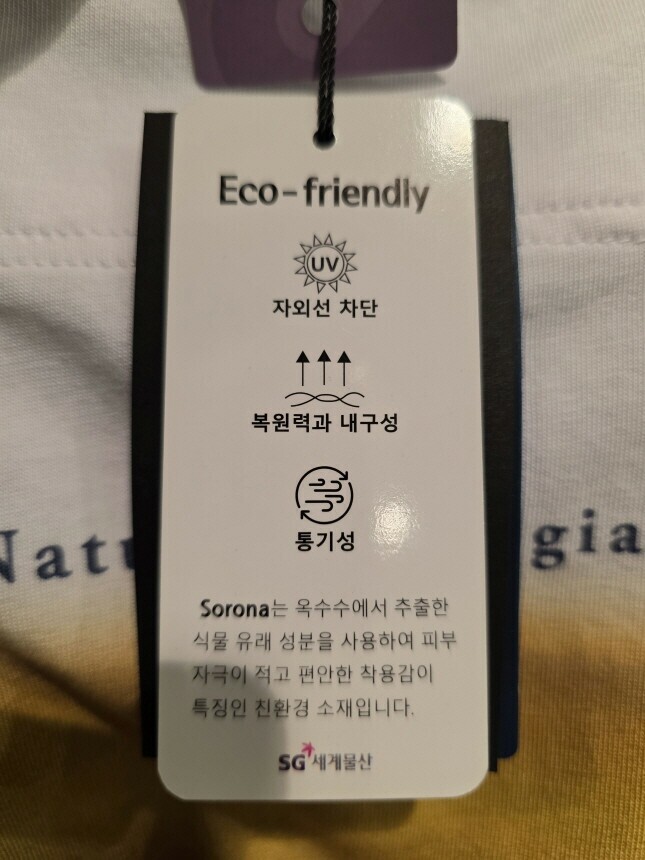 Eco-friendly
UV
자외선 차단
복원력과 내구성
통기성
Natu
gia
Sorona는 옥수수에서 추출한
식물 유래 성분을 사용하여 피부
자극이 적고 편안한 착용감이
특징인 친환경 소재입니다.
SG 세계물산